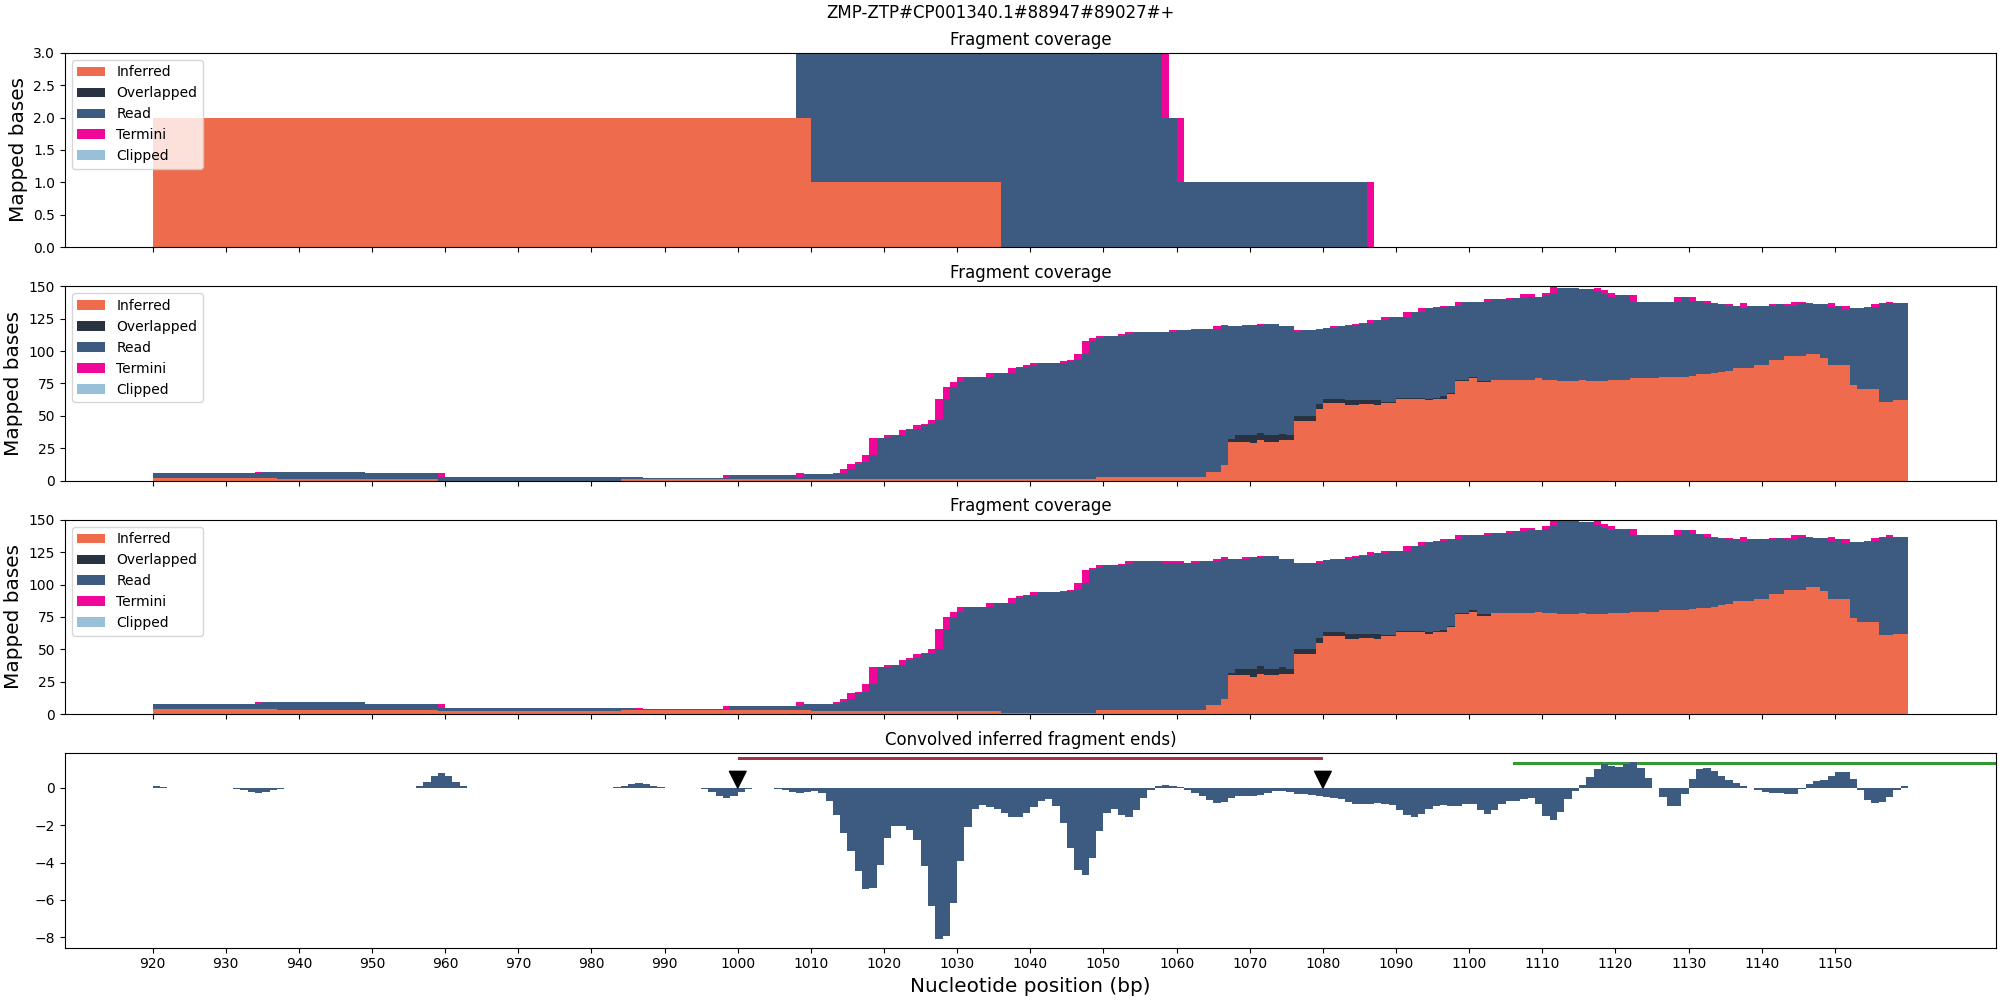 ZMP-ZTP#CP001340.1#88947#89027#+
Fragment coverage
Mapped bases
3.0
2.5
2.0
1.5
1.0
0.5
0.0
Inferred
Overlapped
Read
Termini
Clipped
Fragment coverage
Mapped bases
150
125
100
75
50
25
0
Inferred
Overlapped
Read
Termini
Clipped
Fragment coverage
Mapped bases
150
125
100
75
50
25
0
Inferred
Overlapped
Read
Termini
Clipped
Convolved inferred fragment ends)
0
−2
−4
−6
−8
920 930 940 950 960 970 980 990 1000 1010 1020 1030 1040 1050 1060 1070 1080 1090 1100 1110 1120 1130 1140 1150
Nucleotide position (bp)